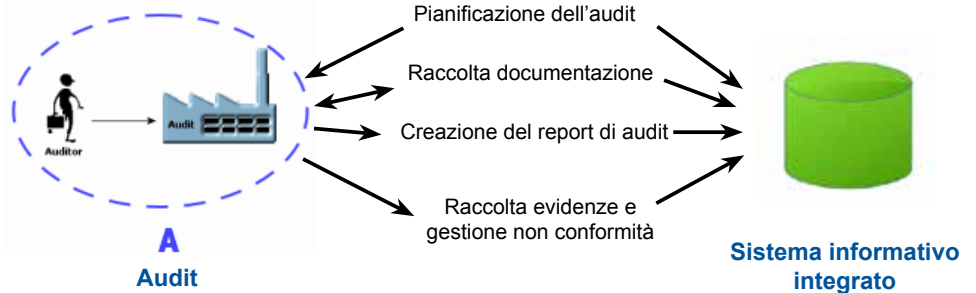 Pianificazione dell'audit
Raccolta documentazione
Audit
Auditor
Creazione del report di audit
Raccolta evidenze e
gestione non conformità
A
Audit
Sistema informativo
integrato